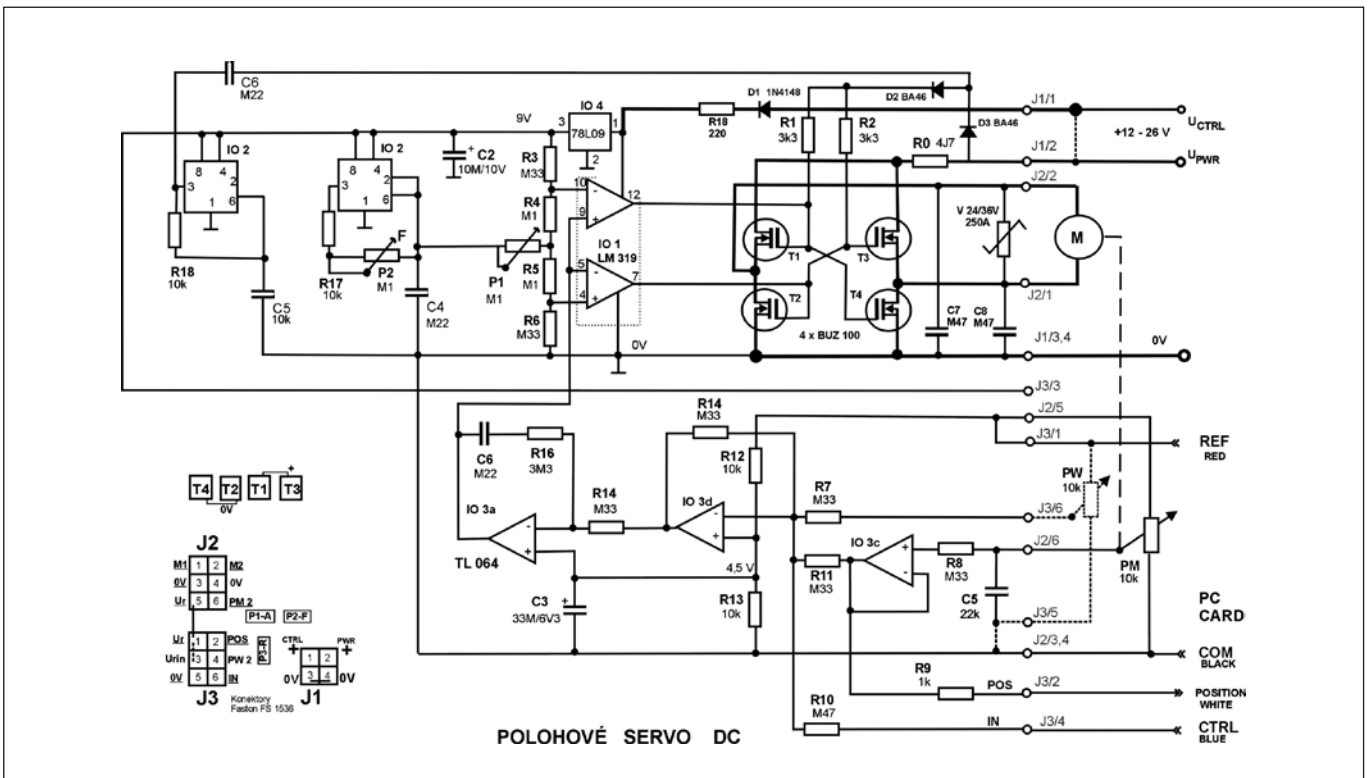 C6
M22
D1 1N4148
D2 BA46
J1/1
U CTRL
+12 - 26 V
9V
IO 4
3 78L09 1
2
R18
220
R1
3k3
R2
3k3
D3 BA46
R0 4J7
J1/2
U PWR
IO 2
8 4
3 2
6
1
IO 2
8 4
3 2
6
1
+ C2
10M/10V
R3
M33
10 - 12
9 +
R4
M1
J2/2
V 24/36V
250A
M
T1
T3
F
R18
10k
R17
10k
P2
M1
P1
M1
IO 1
LM 319
R5
M1
5 - 7
4 +
T2
T4
J2/1
C5
10k
C4
M22
R6
M33
4 x BUZ 100
C7
M47
C8
M47
0V
J1/3,4
0V
J3/3
R14
M33
J2/5
J3/1
REF
RED
C6
M22
R16
3M3
R12
10k
PW
10k
IO 3a
R14
M33
IO 3d
R7
M33
J3/6
T4 T2 T1 T3
+
0V
- +
TL 064
- +
4,5 V
IO 3c
+ -
R11
M33
R8
M33
J2/6
PM
10k
J2
M1 1 2 M2
0V 3 4 0V
Ur 5 6 PM 2
P1-A P2-F
C3 +
33M/6V3
R13
10k
C5
22k
J3/5
PC
CARD
J2/3,4
COM
BLACK
Ur 1 2 POS
Urin 3 4 PW 2
0V 5 6 IN
P3-R
J3
Konektory
Faston FS 1536
CTRL + PWR +
1 2
0V 3 4 0V
J1
R9
1k
POS
J3/2
POSITION
WHITE
R10
M47
IN
J3/4
CTRL
BLUE
POLOHOVÉ SERVO DC